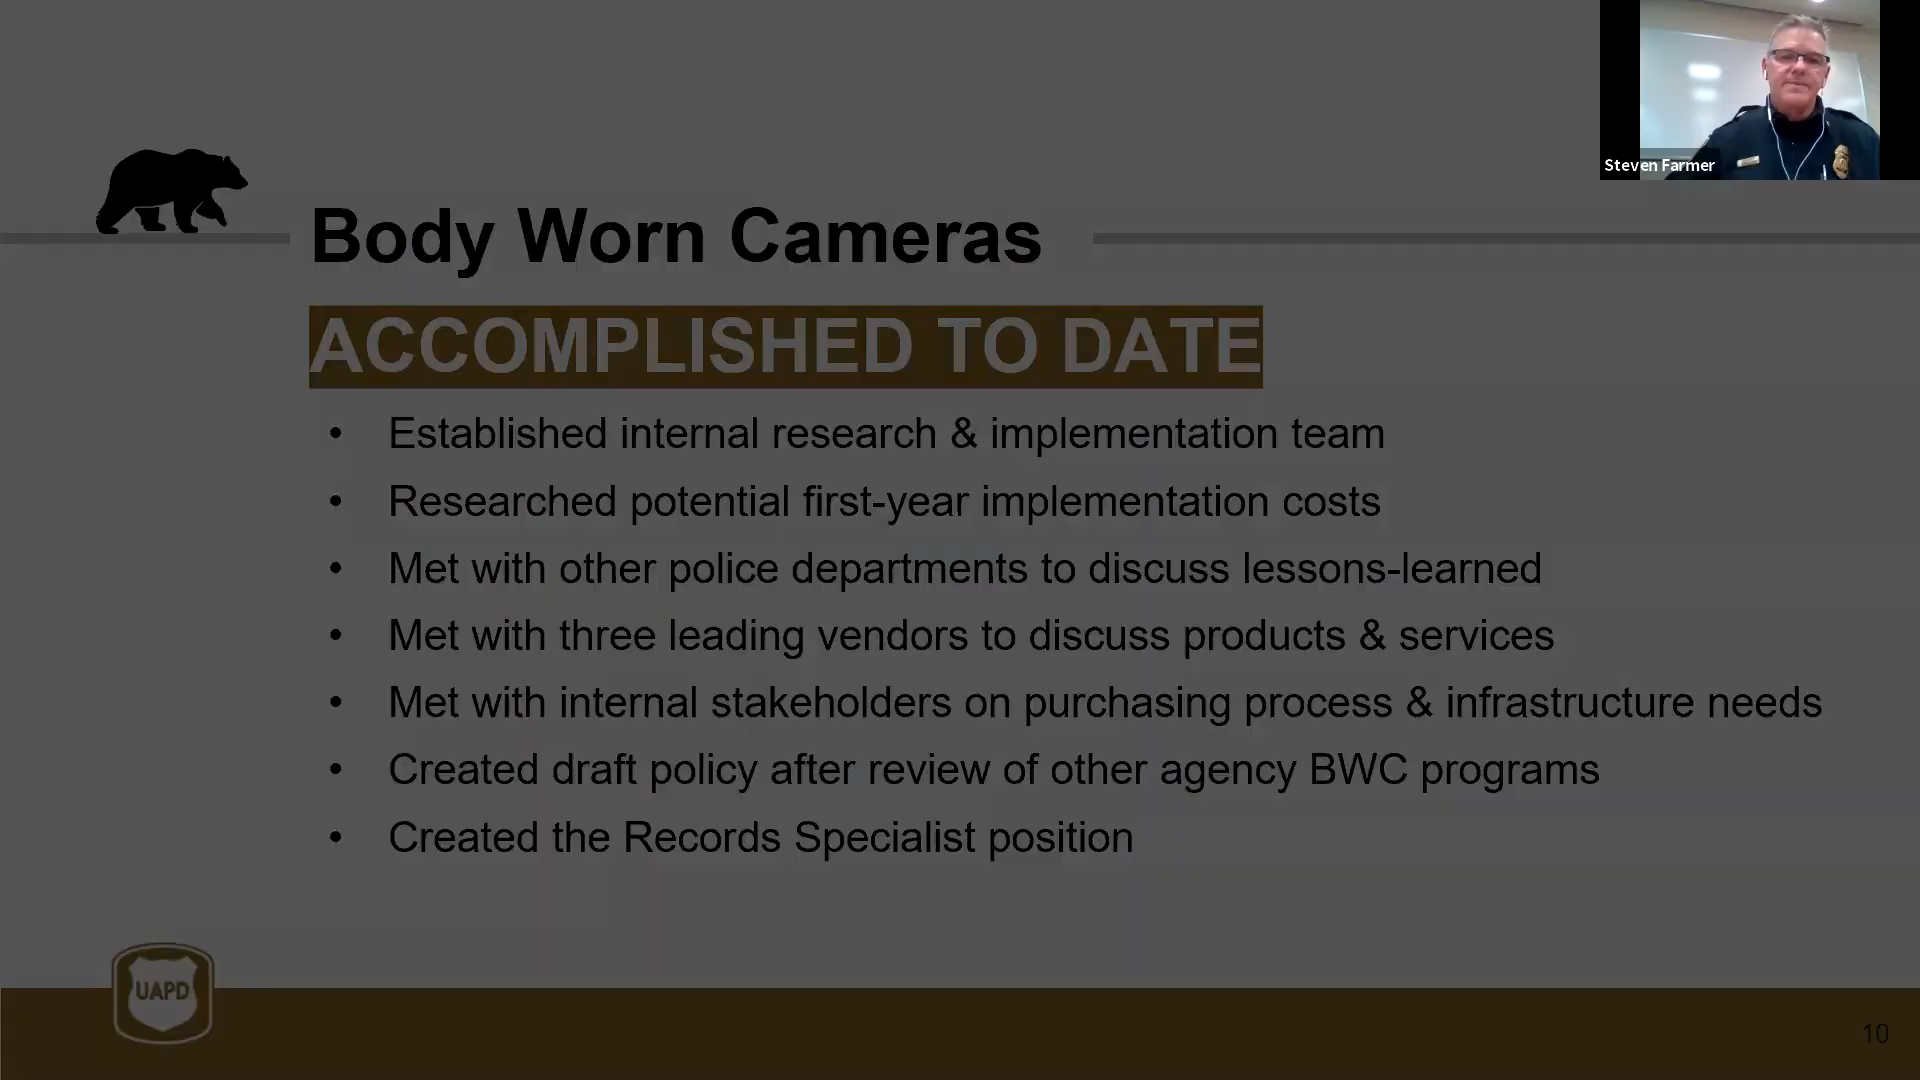 Steven Farmer
Body Worn Cameras
ACCOMPLISHED TO DATE
• Established internal research & implementation team
• Researched potential first-year implementation costs
• Met with other police departments to discuss lessons-learned
• Met with three leading vendors to discuss products & services
• Met with internal stakeholders on purchasing process & infrastructure needs
• Created draft policy after review of other agency BWC programs
• Created the Records Specialist position
UAPD
10